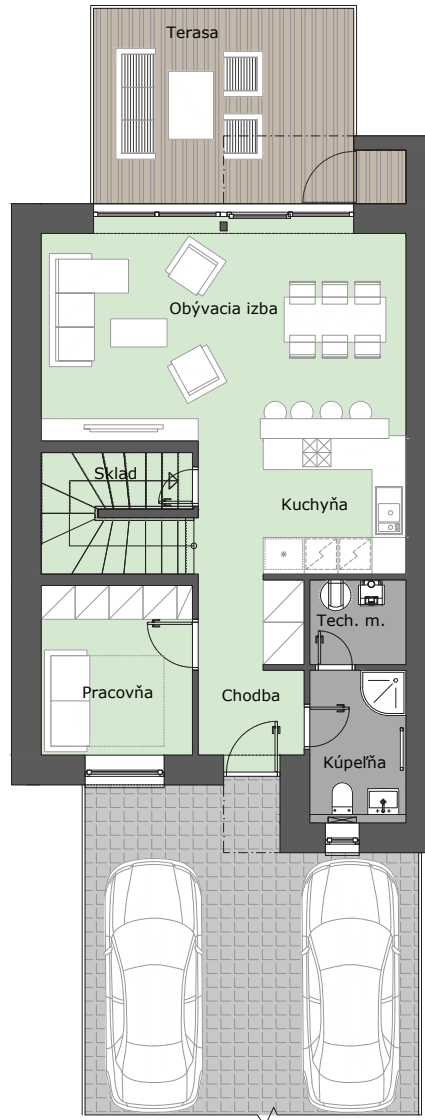 Terasa
Obývacia izba
Sklad
Kuchyňa
Tech. m.
Pracovňa
Chodba
Kúpeľňa